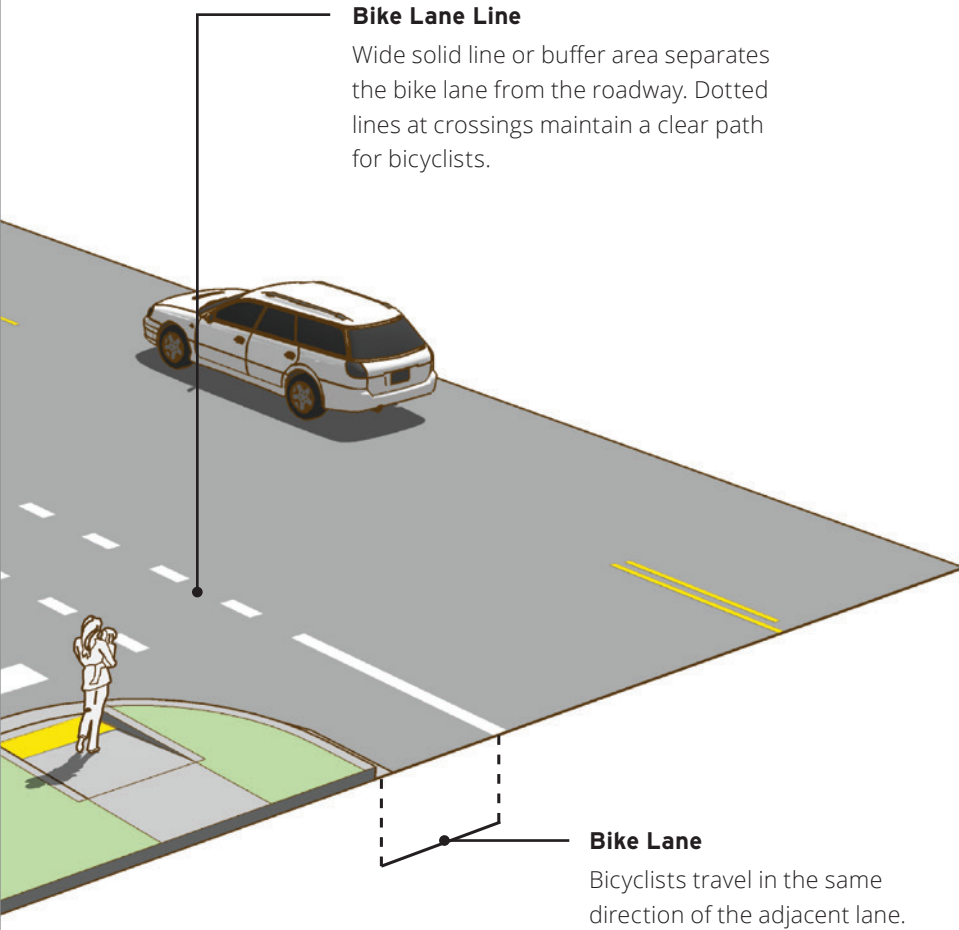 Bike Lane Line
Wide solid line or buffer area separates
the bike lane from the roadway. Dotted
lines at crossings maintain a clear path
for bicyclists.
Bike Lane
Bicyclists travel in the same
direction of the adjacent lane.